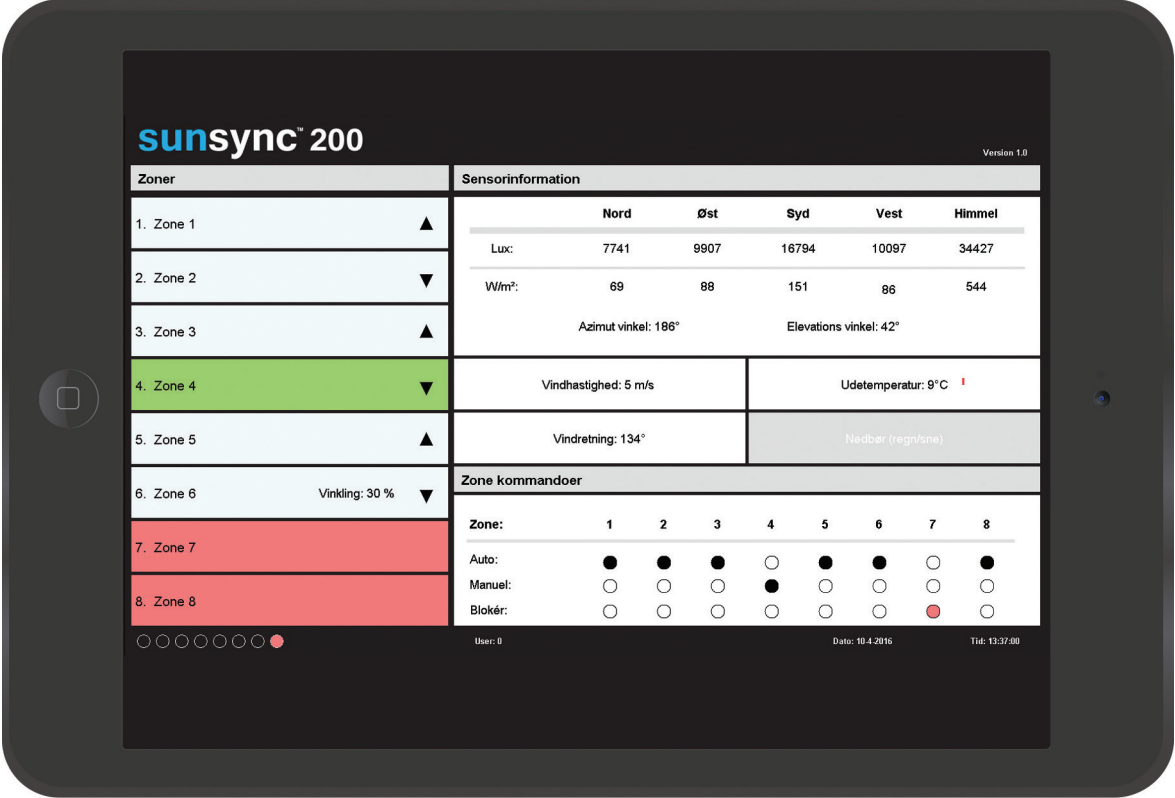 sunsync™ 200
Version 1.0
Zoner
1. Zone 1 ▲
2. Zone 2 ▼
3. Zone 3 ▲
4. Zone 4 ▼
5. Zone 5 ▲
6. Zone 6 Vinkling: 30 % ▼
7. Zone 7
8. Zone 8
Sensorinformation
Nord Øst Syd Vest Himmel
Lux: 7741 9907 16794 10097 34427
W/m²: 69 88 151 86 544
Azimut vinkel: 186° Elevations vinkel: 42°
Vindhastighed: 5 m/s Udetemperatur: 9°C
Vindretning: 134° Nedbør (regn/sne)
Zone kommandoer
Zone: 1 2 3 4 5 6 7 8
Auto:
Manuel:
Blokér:
User: 0 Dato: 10-4-2016 Tid: 13:37:00